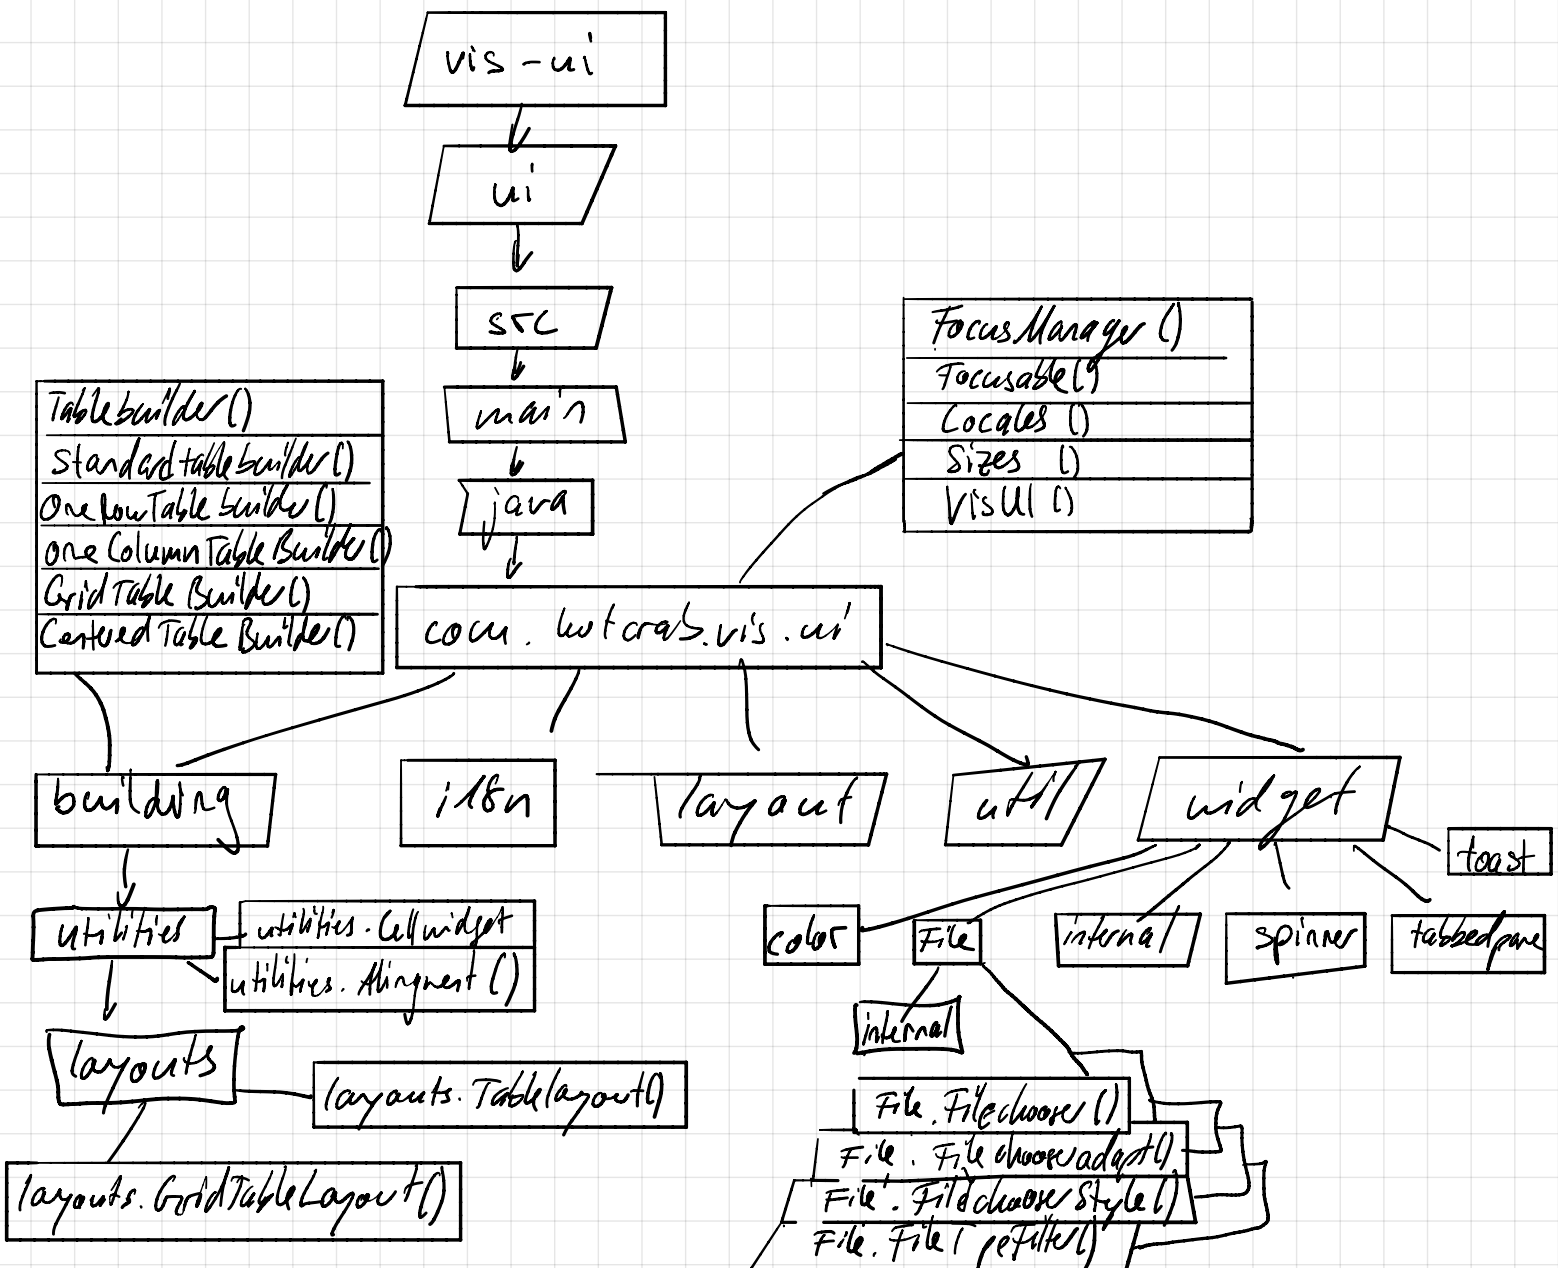 vis-ui
ui
src
main
java
com.kotcrab.vis.ui
FocusManager()
Focusable()
Locales ()
Sizes ()
VisUI ()
Tablebuilder()
Standardtablebuilder()
OneRowTablebuilder()
oneColumnTableBuilder()
GridTableBuilder()
CenteredTableBuilder()
building
i18n
layout
util
widget
toast
utilities
utilities.Cellwidget
utilities.Alingment()
color
File
internal
spinner
tabbedpane
internal
layouts
layouts.Tablelayout()
layouts.GridTableLayout()
File.Filechooser()
File.Filechooseradapt()
File.FilechooserStyle()
File.FileTypeFilter()